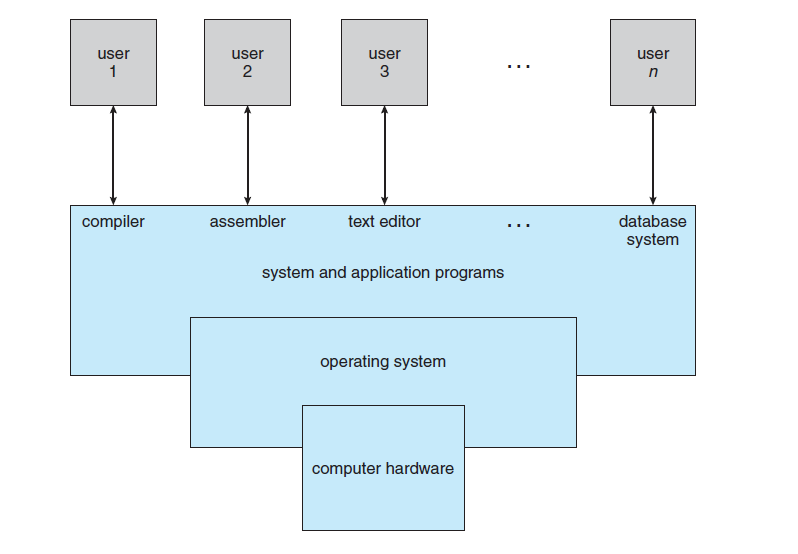 user
1
user
2
user
3
...
user
n
compiler
assembler
text editor
...
database
system
system and application programs
operating system
computer hardware